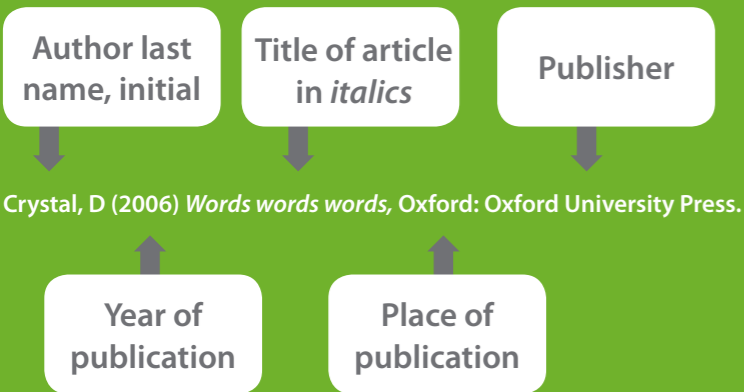 Author last
name, initial
Title of article
in italics
Publisher
Crystal, D (2006) Words words words, Oxford: Oxford University Press.
Year of
publication
Place of
publication